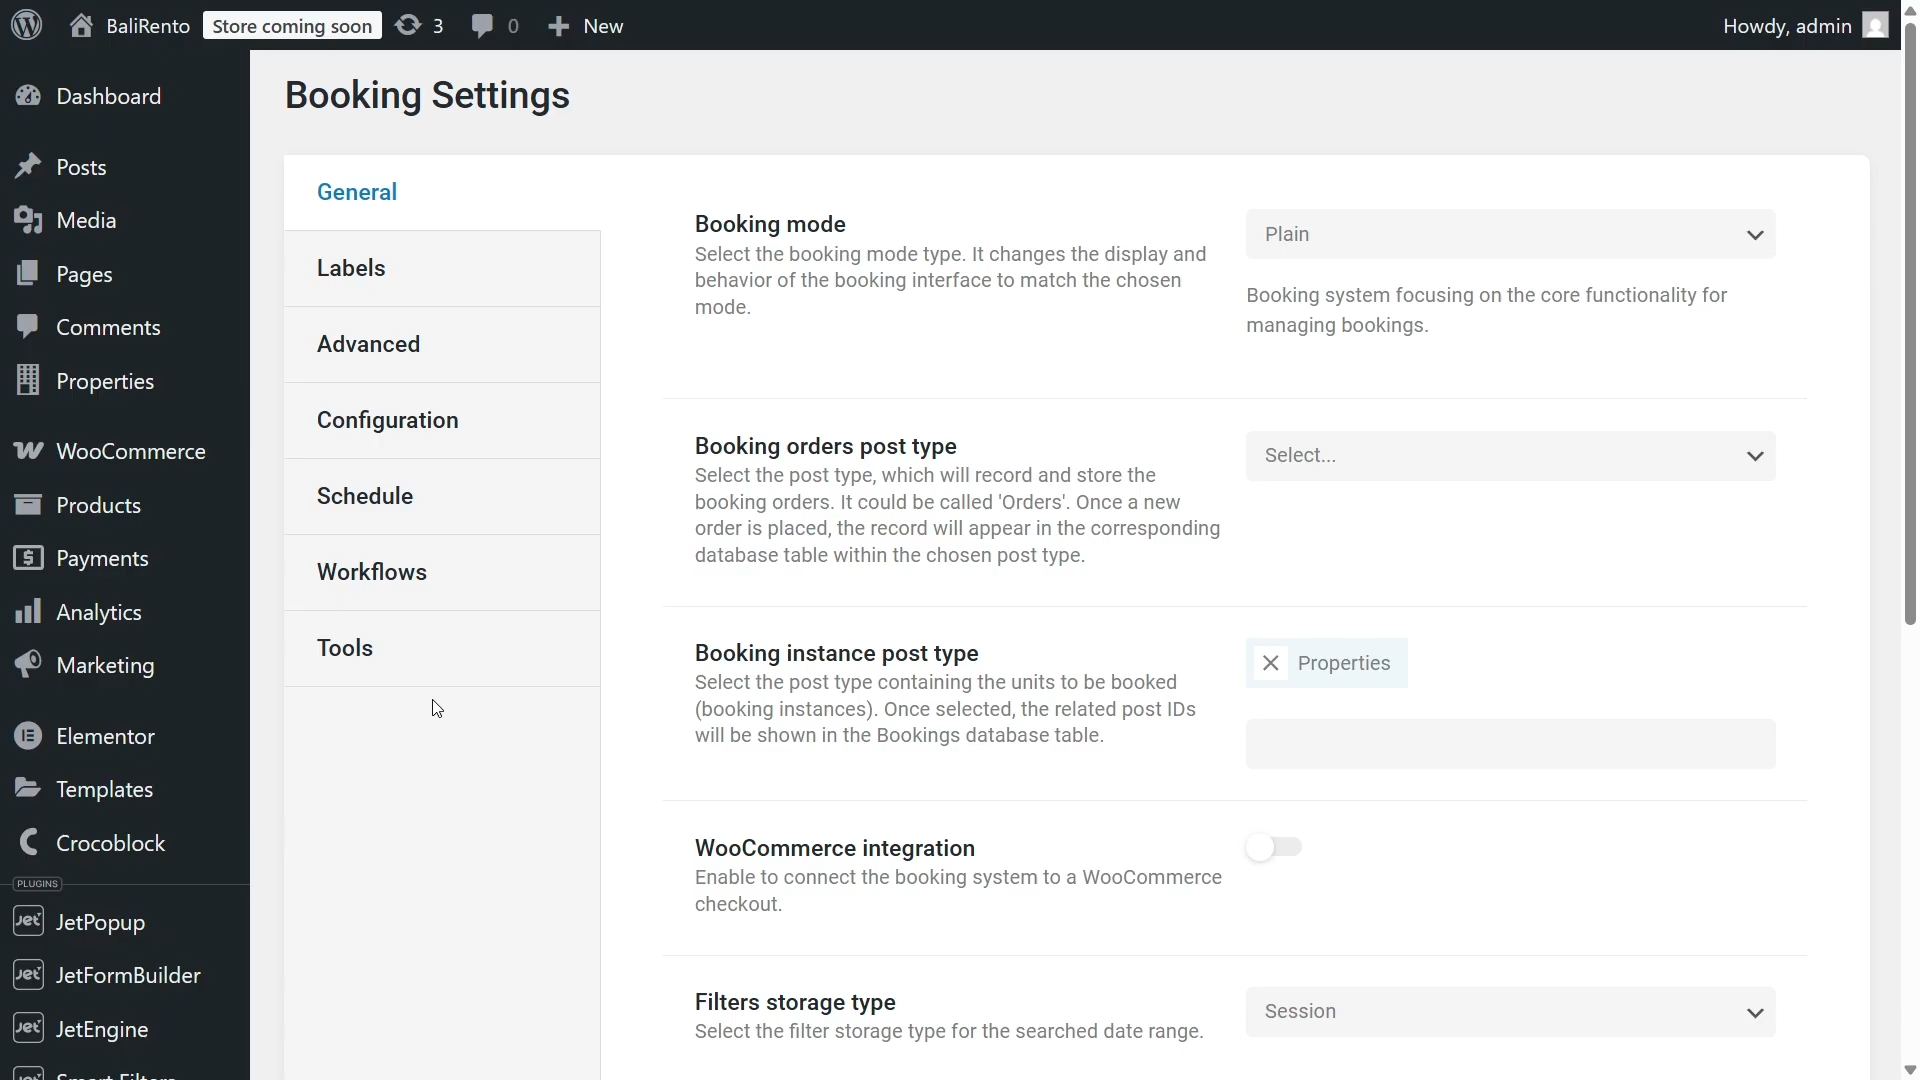 BaliRento
Store coming soon
3
0
New
Howdy, admin
Dashboard
Posts
Media
Pages
Comments
Properties
WooCommerce
Products
Payments
Analytics
Marketing
Elementor
Templates
Crocoblock
PLUGINS
Jet JetPopup
Jet JetFormBuilder
Jet JetEngine
Booking Settings
General
Labels
Advanced
Configuration
Schedule
Workflows
Tools
Booking mode
Select the booking mode type. It changes the display and
behavior of the booking interface to match the chosen
mode.
Plain
Booking system focusing on the core functionality for
managing bookings.
Booking orders post type
Select the post type, which will record and store the
booking orders. It could be called 'Orders'. Once a new
order is placed, the record will appear in the corresponding
database table within the chosen post type.
Select...
Booking instance post type
Select the post type containing the units to be booked
(booking instances). Once selected, the related post IDs
will be shown in the Bookings database table.
Properties
WooCommerce integration
Enable to connect the booking system to a WooCommerce
checkout.
Filters storage type
Select the filter storage type for the searched date range.
Session